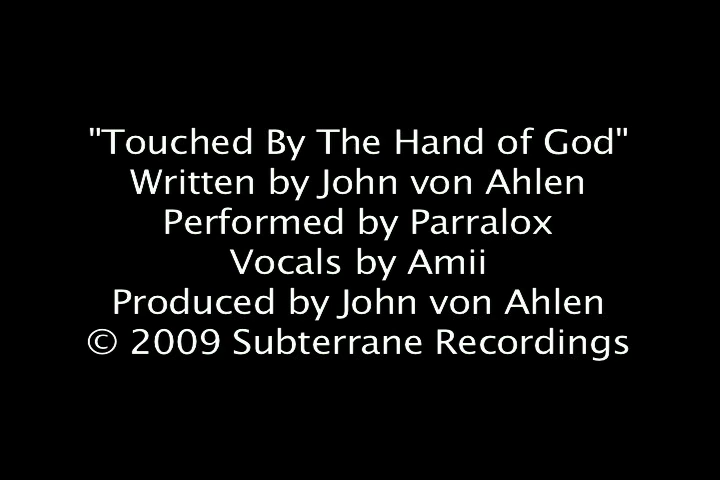 "Touched By The Hand of God"
Written by John von Ahlen
Performed by Parralox
Vocals by Amii
Produced by John von Ahlen
© 2009 Subterrane Recordings